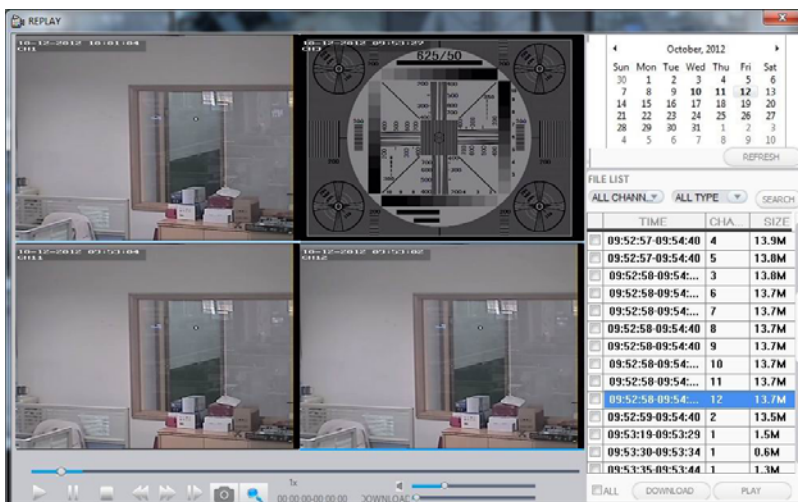 REPLAY
10-12-2012 10:01:04
CH1
10-12-2012 09:53:27
CH3
625/50
10-12-2012 09:53:04
CH11
10-12-2012 09:53:02
CH12
October, 2012
Sun Mon Tue Wed Thu Fri Sat
30 1 2 3 4 5 6
7 8 9 10 11 12 13
14 15 16 17 18 19 20
21 22 23 24 25 26 27
28 29 30 31 1 2 3
4 5 6 7 8 9 10
REFRESH
FILE LIST
ALL CHANN.. ALL TYPE SEARCH
TIME CHA... SIZE
09:52:57-09:54:40 4 13.9M
09:52:57-09:54:40 5 13.8M
09:52:58-09:54:... 3 13.8M
09:52:58-09:54:... 6 13.7M
09:52:58-09:54:... 7 13.7M
09:52:58-09:54:40 8 13.7M
09:52:58-09:54:40 9 13.7M
09:52:58-09:54:... 10 13.7M
09:52:58-09:54:... 11 13.7M
09:52:58-09:54:... 12 13.7M
09:52:59-09:54:40 2 13.5M
09:53:19-09:53:29 1 1.5M
09:53:30-09:53:34 1 0.6M
09:53:35-09:53:44 1 1.3M
1x
00:00:00-00:00:00 DOWNLOAD
ALL DOWNLOAD PLAY